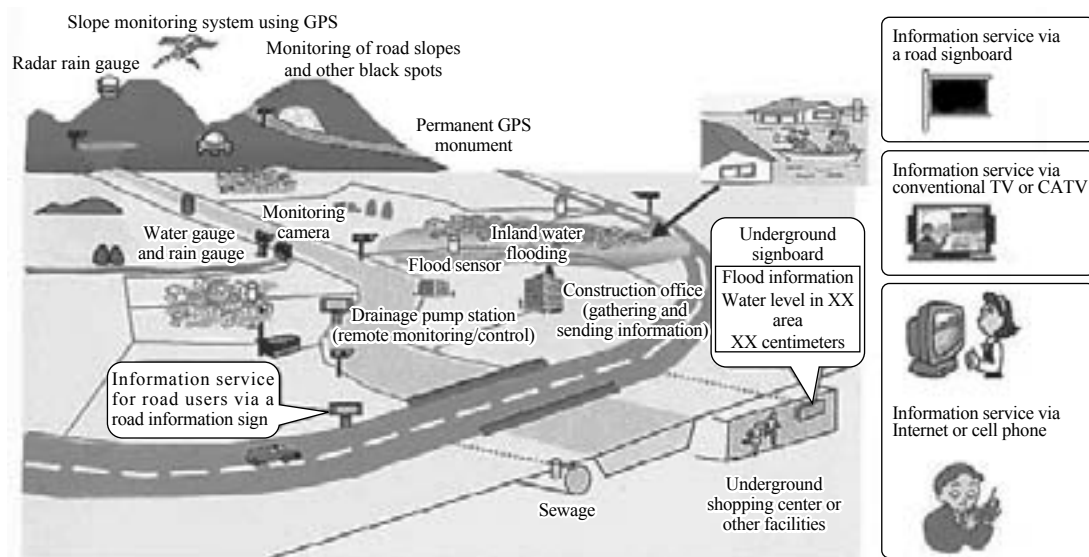 Slope monitoring system using GPS
Radar rain gauge
Monitoring of road slopes
and other black spots
Permanent GPS
monument
Water gauge
and rain gauge
Monitoring
camera
Flood sensor
Inland water
flooding
Drainage pump station
(remote monitoring/control)
Construction office
(gathering and
sending information)
Underground
signboard
Flood information
Water level in XX
area
XX centimeters
Information service
for road users via a
road information sign
Sewage
Underground
shopping center or
other facilities
Information service via
a road signboard
Information service via
conventional TV or CATV
Information service via
Internet or cell phone